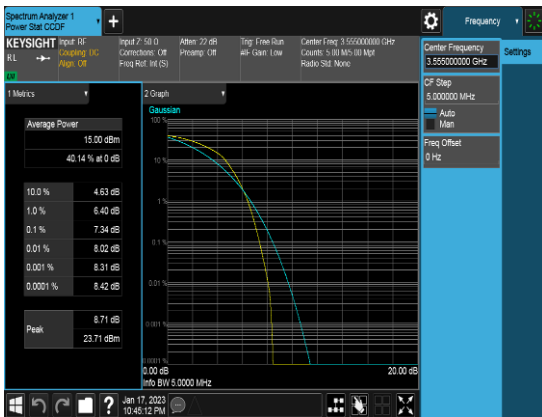 Spectrum Analyzer 1
Power Stat CCDF
Frequency
KEYSIGHT
Input: RF
Coupling: DC
Align: Off
Input Z: 50 Ω
Corrections: Off
Freq Ref: Int (S)
Atten: 22 dB
Preamp: Off
Trig: Free Run
#IF Gain: Low
Center Freq: 3.555000000 GHz
Counts: 5.00 M/5.00 Mpt
Radio Std: None
RL
Center Frequency
3.555000000 GHz
Settings
CF Step
5.000000 MHz
Auto
Man
Freq Offset
0 Hz
1 Metrics
2 Graph
Average Power
15.00 dBm
40.14 % at 0 dB
10.0 % 4.63 dB
1.0 % 6.40 dB
0.1 % 7.34 dB
0.01 % 8.02 dB
0.001 % 8.31 dB
0.0001 % 8.42 dB
Peak
8.71 dB
23.71 dBm
Gaussian
100 %
10 %
1 %
0.1 %
0.01 %
0.001 %
0.0001 %
0.00 dB
20.00 dB
Info BW 5.0000 MHz
Jan 17, 2023
10:45:12 PM